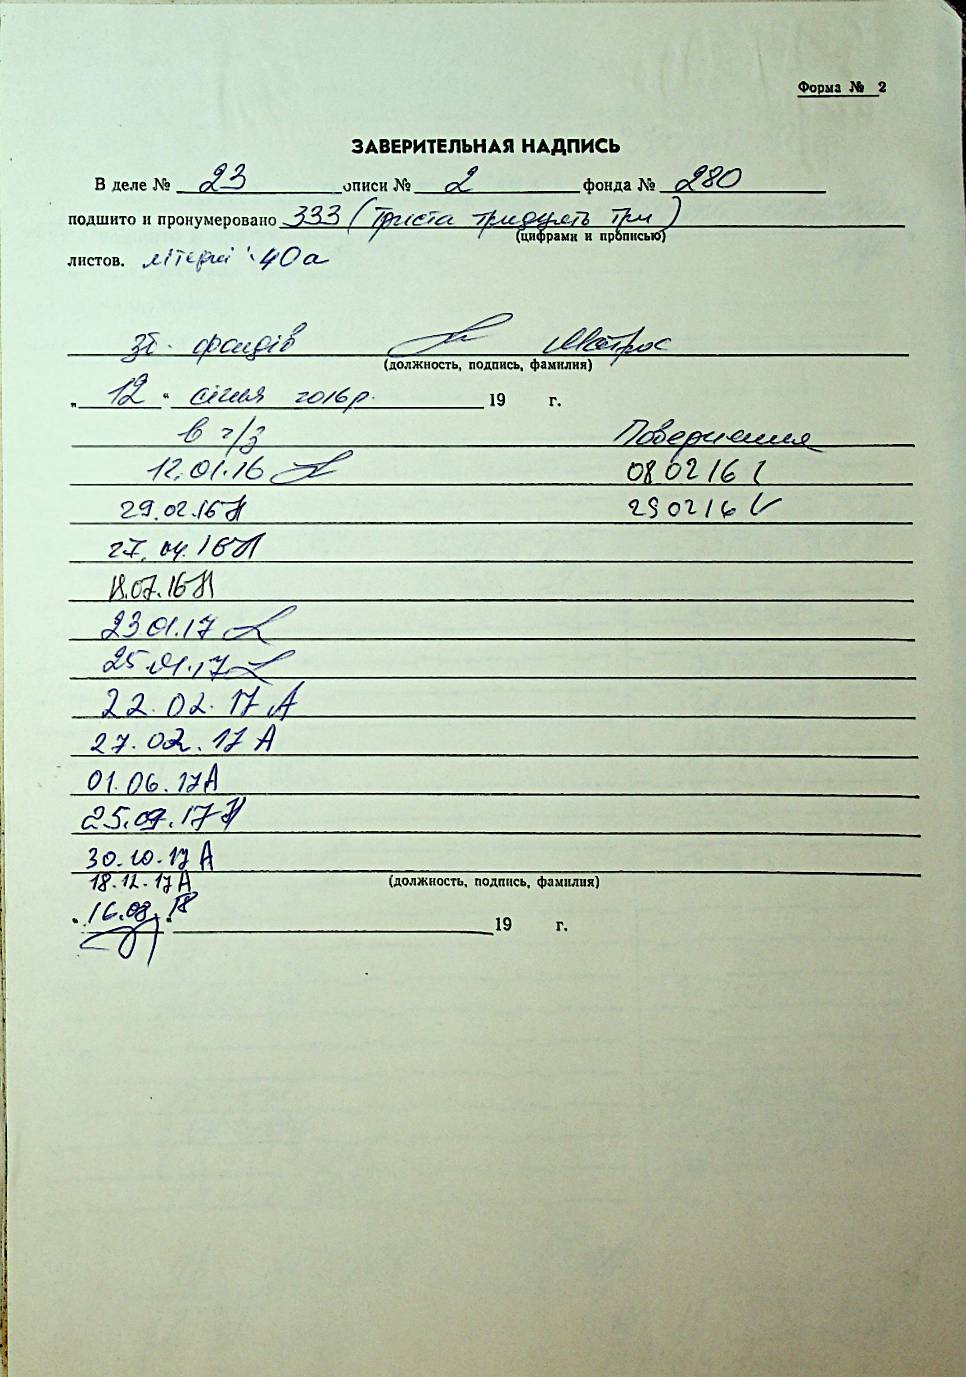 Форма № 2
ЗАВЕРИТЕЛЬНАЯ НАДПИСЬ
В деле № 23 описи № 2 фонда № 280
подшито и пронумеровано 333 (триста тридцять три)
(цифрами и прописью)
листов. літерні 40а
зв. фондів Матрос
(должность, подпись, фамилия)
„ 12 “ січня 2016р. 19 г.
в ч/з Повернення
12.01.16 08 02 16
29.02.16 29 02 16
27.04.16
18.07.16
23 01.17
25.01.17
22.02.17 А
27.02.17 А
01.06.17 А
25.09.17
30.10.17 А
18.12.17 А (должность, подпись, фамилия)
„ 16.08.18 “ 19 г.